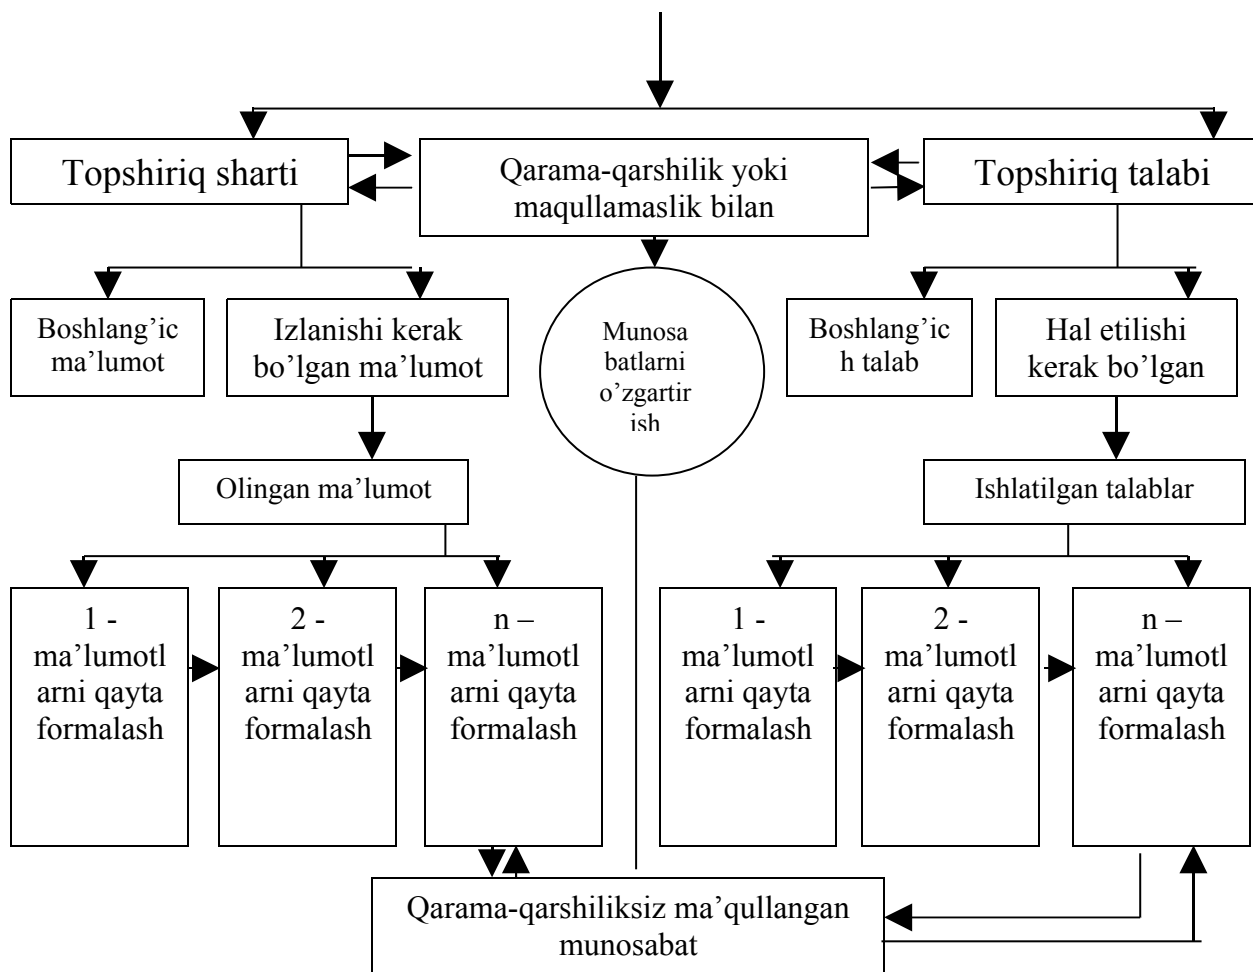 Topshiriq sharti
Qarama-qarshilik yoki
maqullamaslik bilan
Topshiriq talabi
Boshlang’ic
ma’lumot
Izlanishi kerak
bo’lgan ma’lumot
Munosa
batlarni
o’zgartir
ish
Boshlang’ic
h talab
Hal etilishi
kerak bo’lgan
Olingan ma’lumot
Ishlatilgan talablar
1 -
ma’lumotl
arni qayta
formalash
2 -
ma’lumotl
arni qayta
formalash
n –
ma’lumotl
arni qayta
formalash
1 -
ma’lumotl
arni qayta
formalash
2 -
ma’lumotl
arni qayta
formalash
n –
ma’lumotl
arni qayta
formalash
Qarama-qarshiliksiz ma’qullangan
munosabat